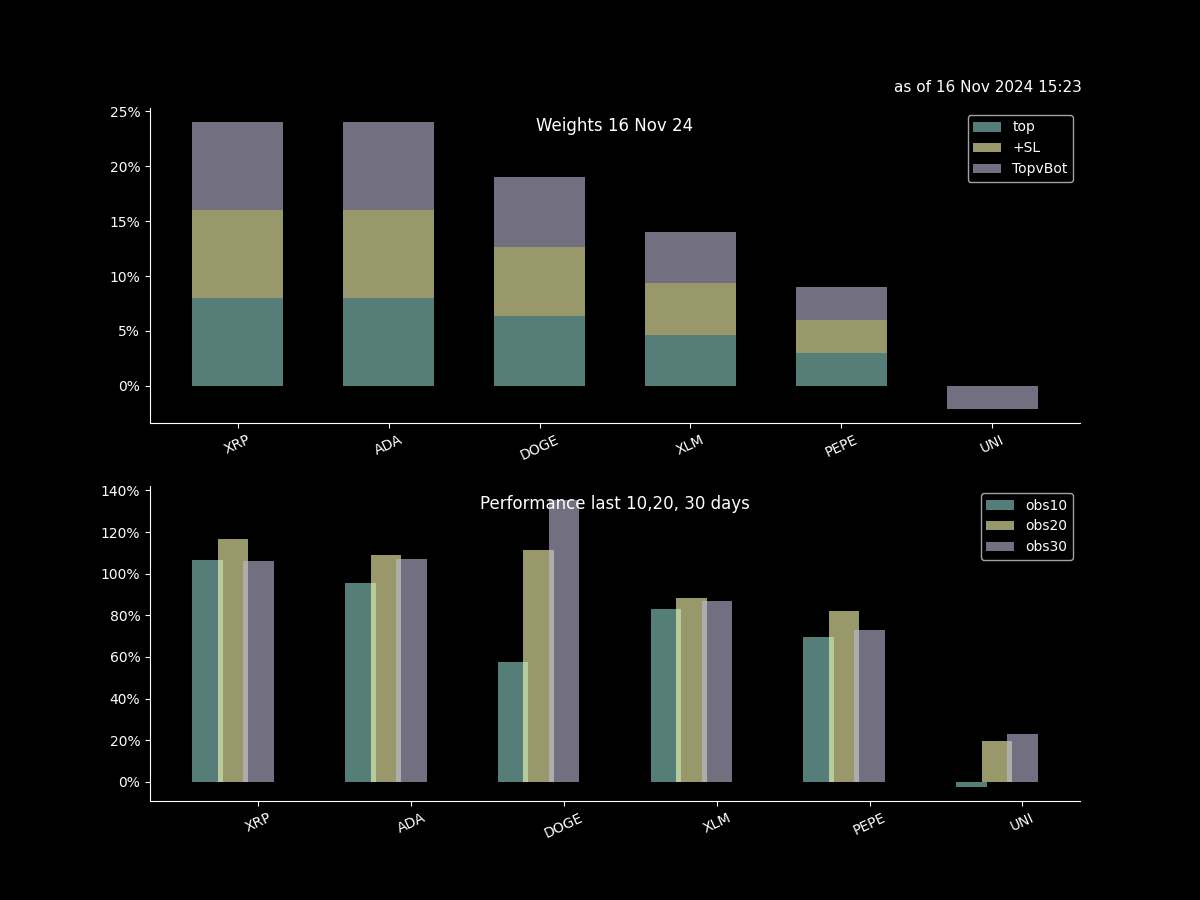 as of 16 Nov 2024 15:23
Weights 16 Nov 24
top
+SL
TopvBot
25%
20%
15%
10%
5%
0%
XRP
ADA
DOGE
XLM
PEPE
UNI
Performance last 10,20, 30 days
obs10
obs20
obs30
140%
120%
100%
80%
60%
40%
20%
0%
XRP
ADA
DOGE
XLM
PEPE
UNI